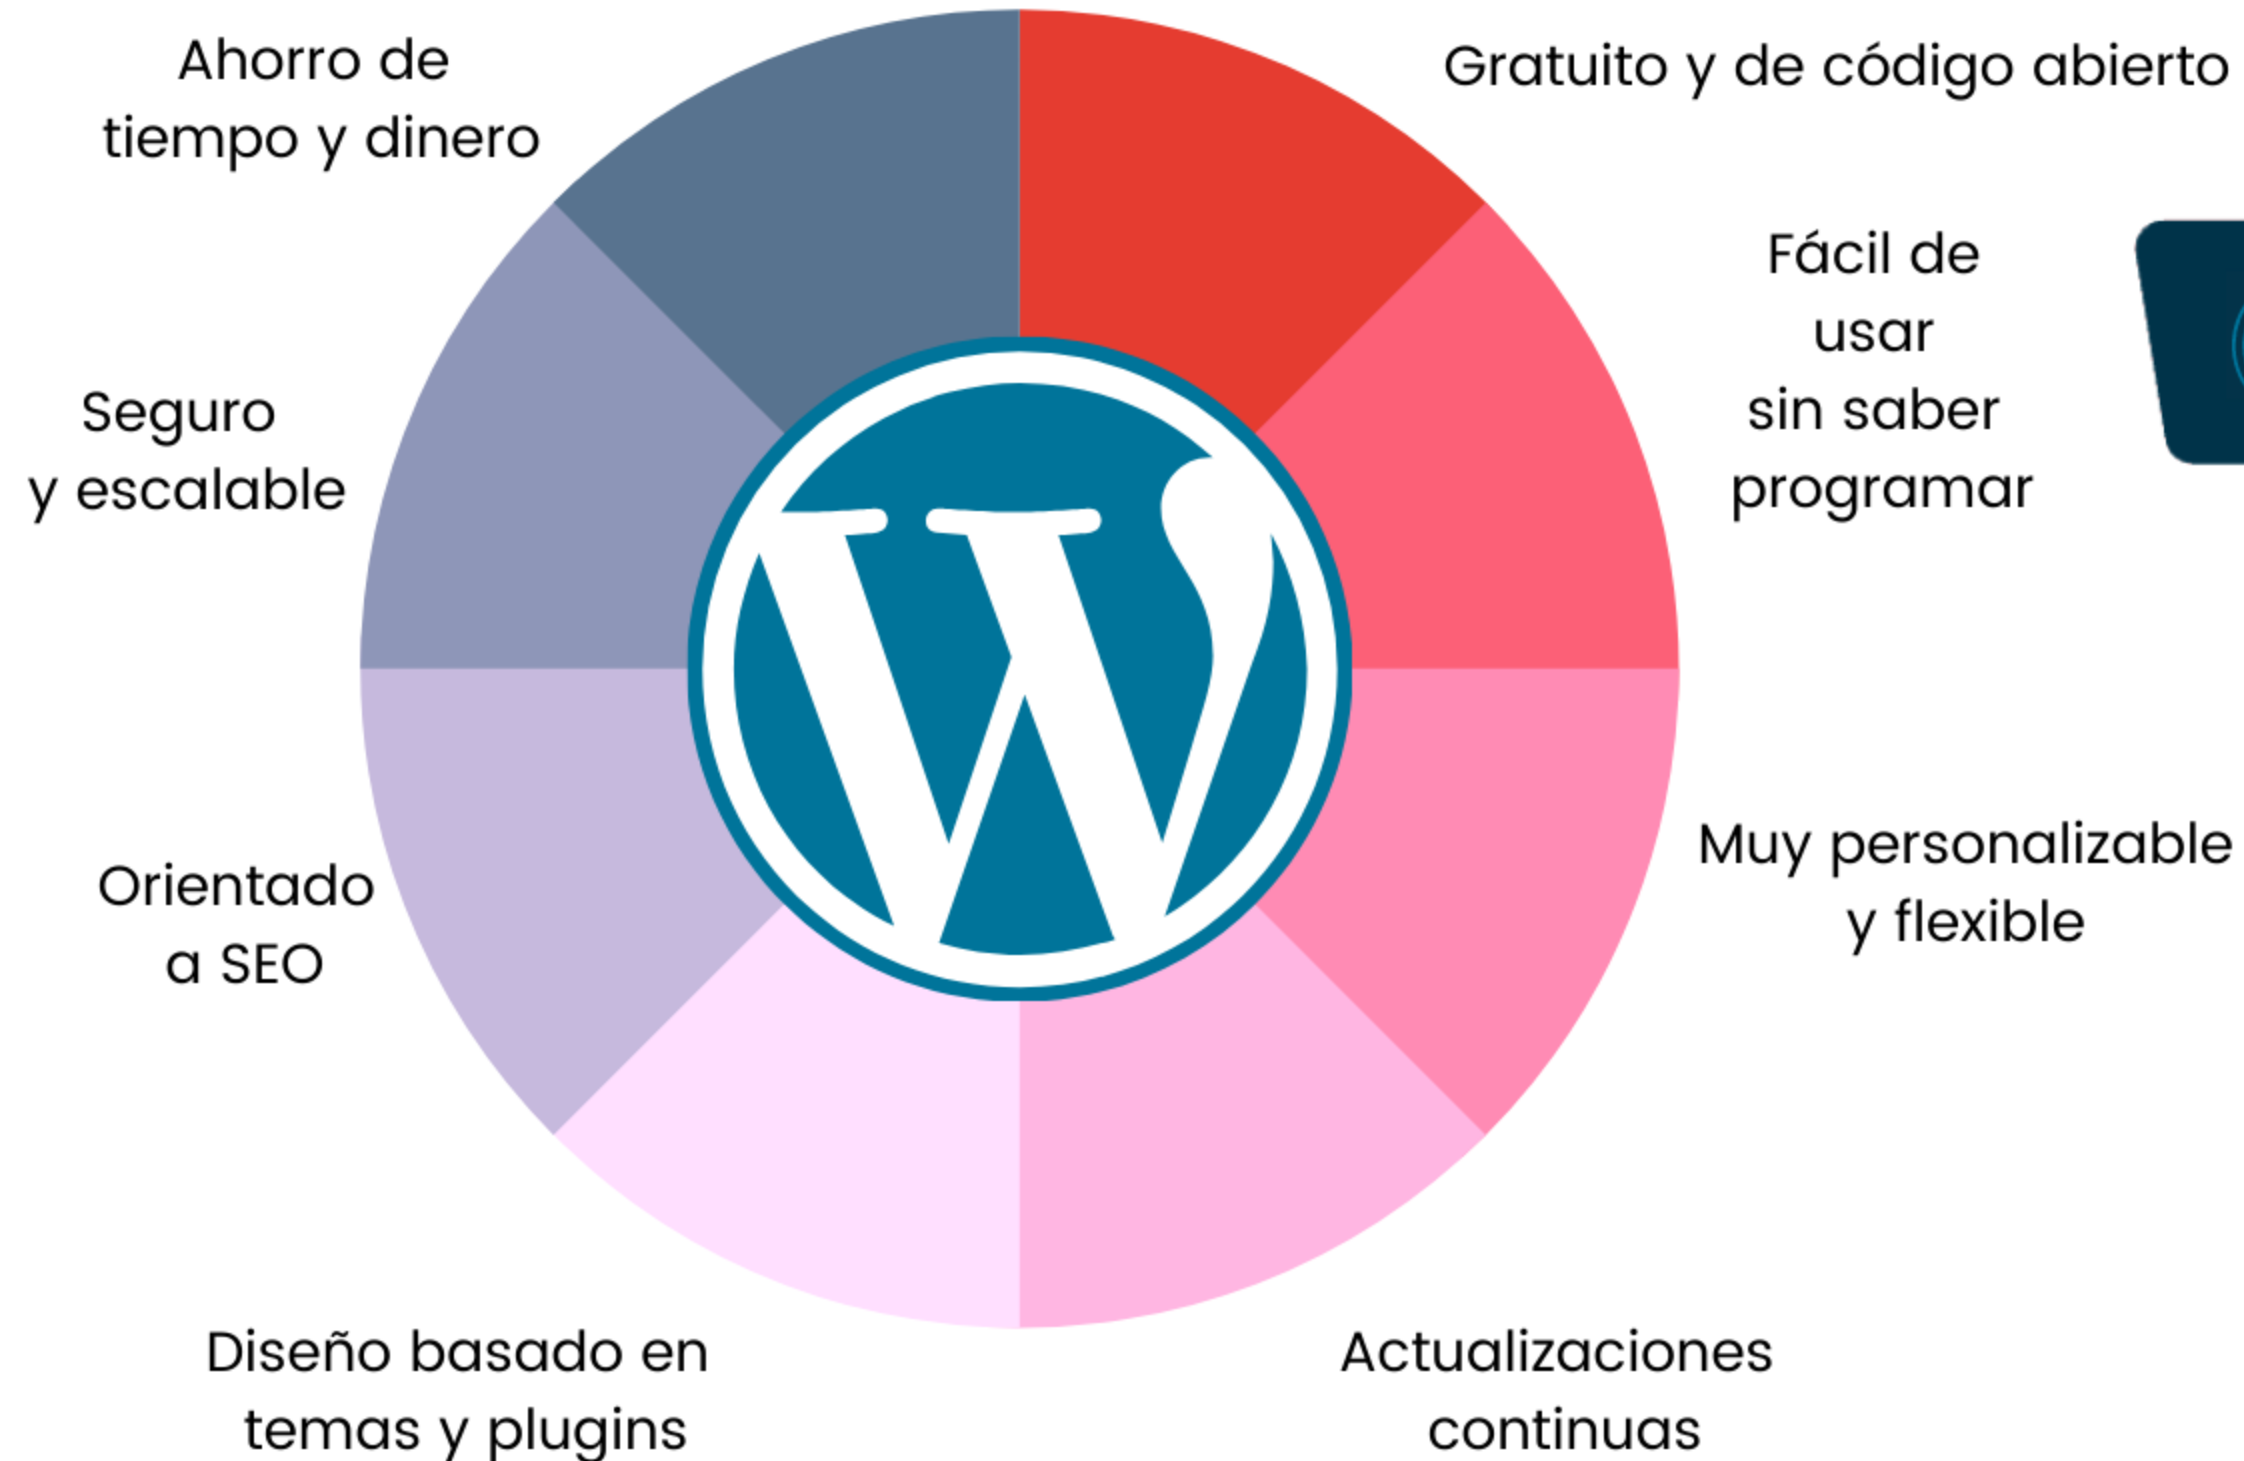 Ahorro de
tiempo y dinero
Gratuito y de código abierto
Fácil de
usar
sin saber
programar
Seguro
y escalable
Muy personalizable
y flexible
Orientado
a SEO
Diseño basado en
temas y plugins
Actualizaciones
continuas